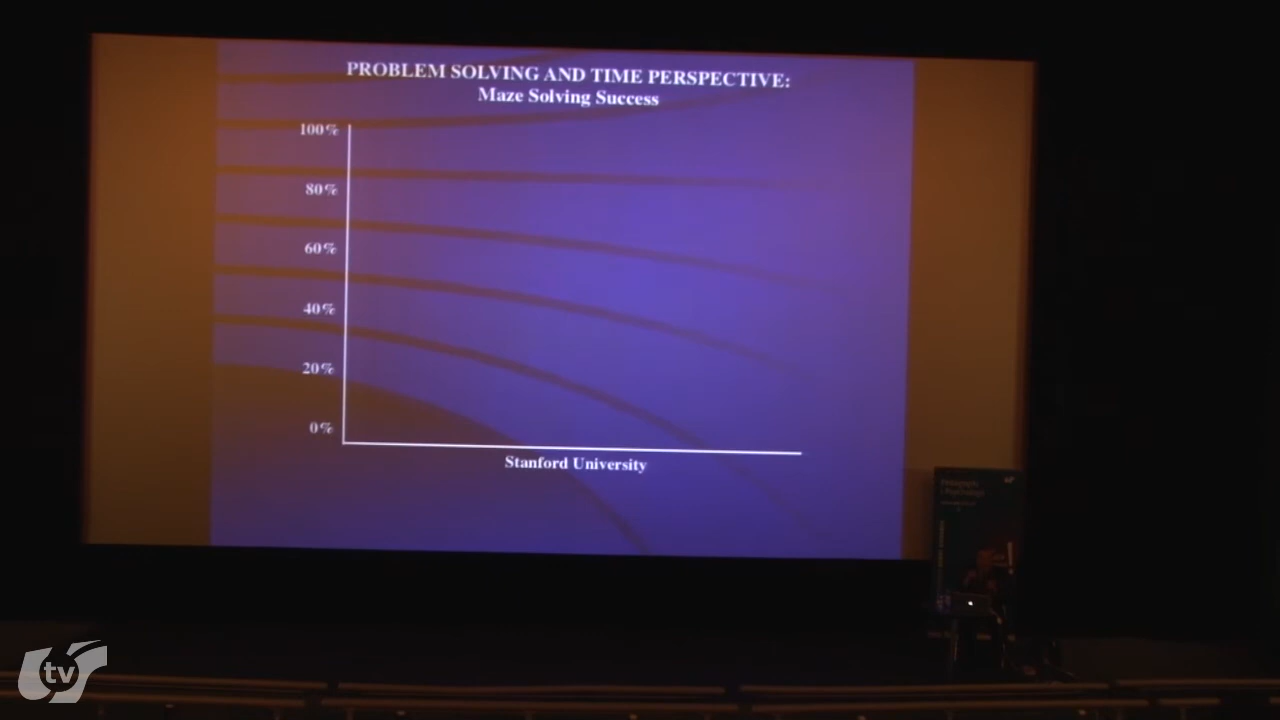 PROBLEM SOLVING AND TIME PERSPECTIVE:
Maze Solving Success
100%
80%
60%
40%
20%
0%
Stanford University
tv